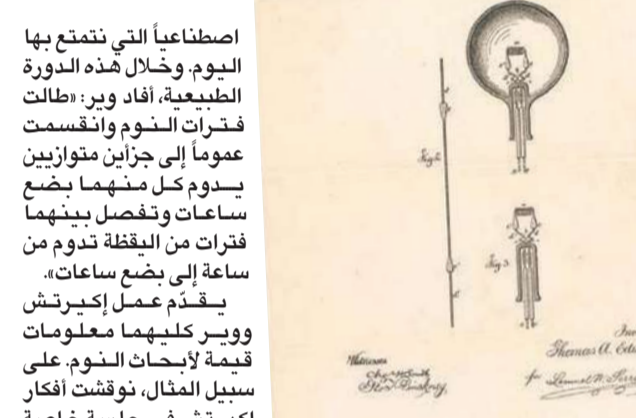 اصطناعياً التي نتمتع بها
اليوم. وخلال هذه الدورة
الطبيعية، أفاد وير: «طالت
فترات النوم وانقسمت
عموماً إلى جزأين متوازيين
يدوم كل منهما بضع
ساعات وتفصل بينهما
فترات من اليقظة تدوم من
ساعة إلى بضع ساعات».
يقدّم عمل إكيرتش
ووير كليهما معلومات
قيمة لأبحاث النوم. على
سبيل المثال، نوقشت أفكار
Fig 2
Fig 3
Witnesses
Thomas A.
for Lemuel W.